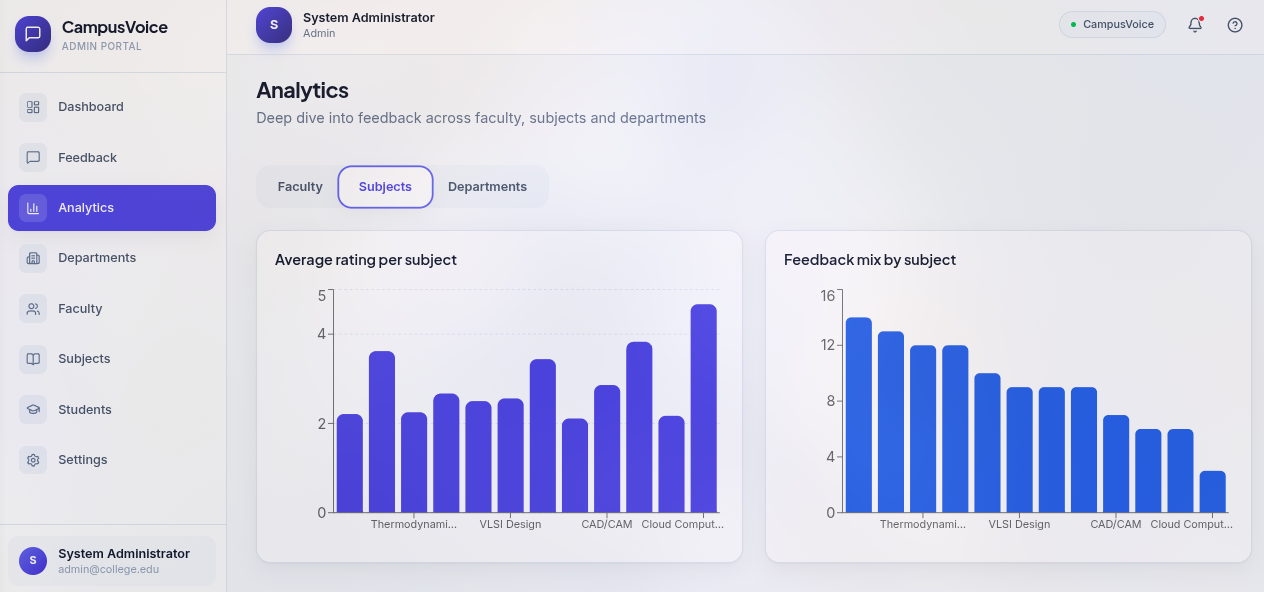 CampusVoice
ADMIN PORTAL
Dashboard
Feedback
Analytics
Departments
Faculty
Subjects
Students
Settings
S
System Administrator
admin@college.edu
S
System Administrator
Admin
CampusVoice
Analytics
Deep dive into feedback across faculty, subjects and departments
Faculty
Subjects
Departments
Average rating per subject
5
4
2
0
Thermodynami...
VLSI Design
CAD/CAM
Cloud Comput...
Feedback mix by subject
16
12
8
4
0
Thermodynami...
VLSI Design
CAD/CAM
Cloud Comput...